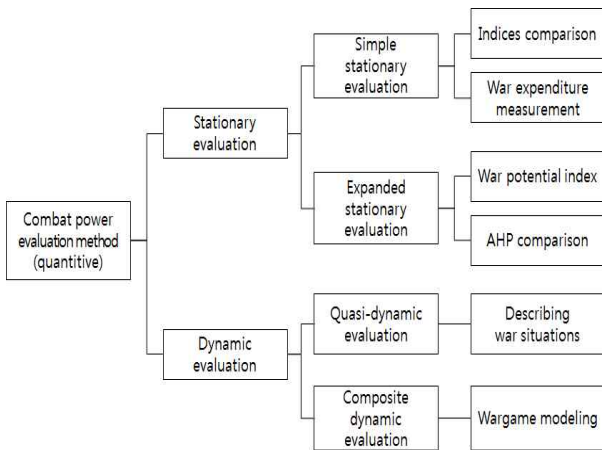 Combat power
evaluation method
(quantitive)
Stationary
evaluation
Dynamic
evaluation
Simple
stationary
evaluation
Expanded
stationary
evaluation
Quasi-dynamic
evaluation
Composite
dynamic
evaluation
Indices comparison
War expenditure
measurement
War potential index
AHP comparison
Describing
war situations
Wargame modeling